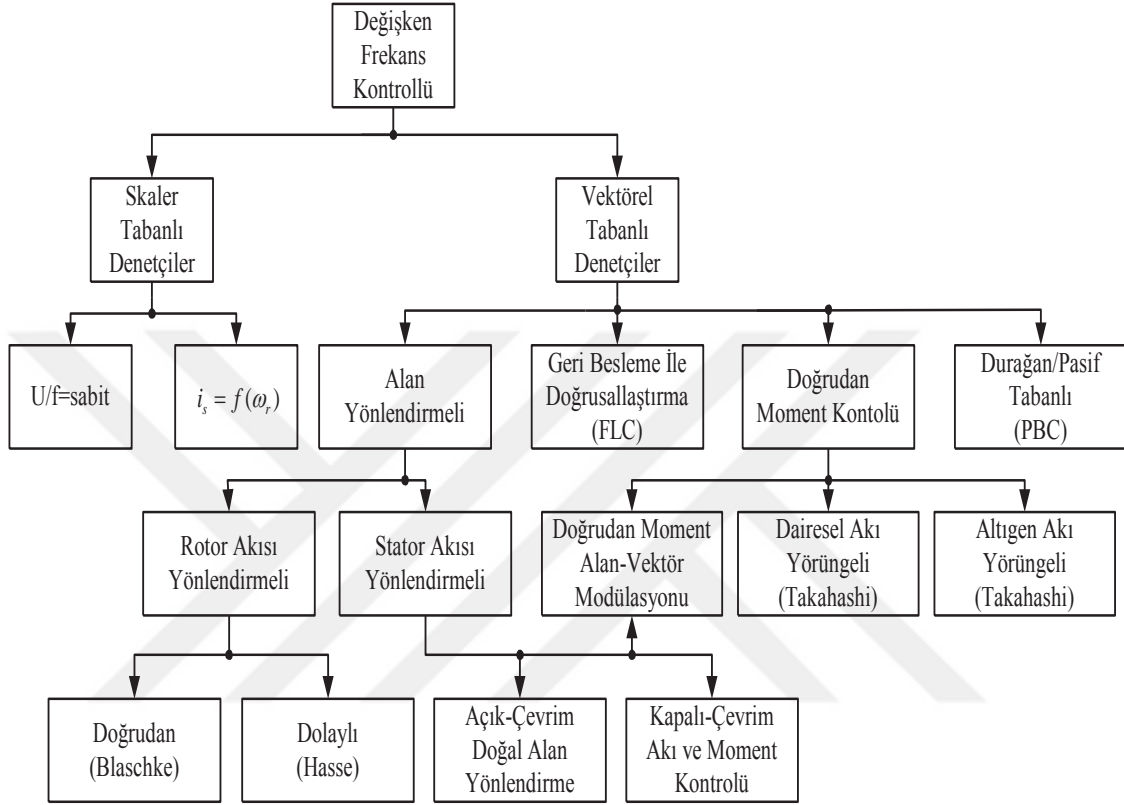 Değişken
Frekans
Kontrollü
Skaler
Tabanlı
Denetçiler
Vektörel
Tabanlı
Denetçiler
U/f=sabit
i_s = f(ω_r)
Alan
Yönlendirmeli
Geri Besleme İle
Doğrusallaştırma
(FLC)
Doğrudan
Moment Kontolü
Durağan/Pasif
Tabanlı
(PBC)
Rotor Akısı
Yönlendirmeli
Stator Akısı
Yönlendirmeli
Doğrudan Moment
Alan-Vektör
Modülasyonu
Dairesel Akı
Yörüngeli
(Takahashi)
Altıgen Akı
Yörüngeli
(Takahashi)
Doğrudan
(Blaschke)
Dolaylı
(Hasse)
Açık-Çevrim
Doğal Alan
Yönlendirme
Kapalı-Çevrim
Akı ve Moment
Kontrolü